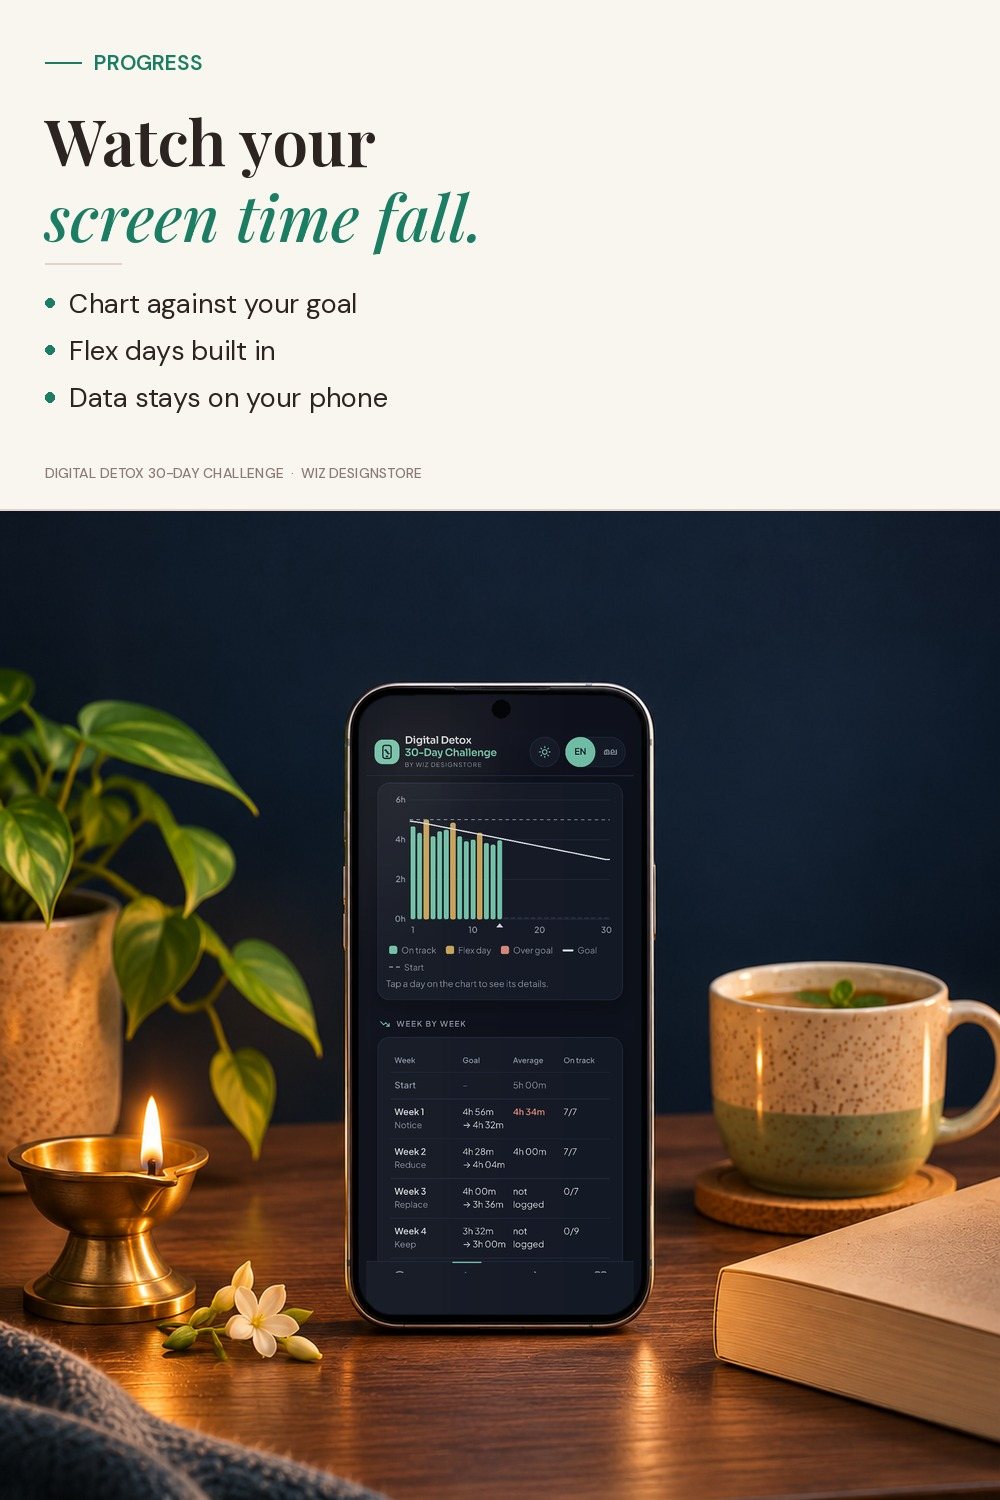 PROGRESS
Watch your
screen time fall.
Chart against your goal
Flex days built in
Data stays on your phone
DIGITAL DETOX 30-DAY CHALLENGE · WIZ DESIGNSTORE
Digital Detox
30-Day Challenge
BY WIZ DESIGNSTORE
EN
മല
6h
4h
2h
0h
1 10 20 30
On track Flex day Over goal Goal
Start
Tap a day on the chart to see its details.
WEEK BY WEEK
Week Goal Average On track
Start – 5h 00m
Week 1 4h 56m 4h 34m 7/7
Notice → 4h 32m
Week 2 4h 28m 4h 00m 7/7
Reduce → 4h 04m
Week 3 4h 00m not 0/7
Replace → 3h 36m logged
Week 4 3h 32m not 0/9
Keep → 3h 00m logged